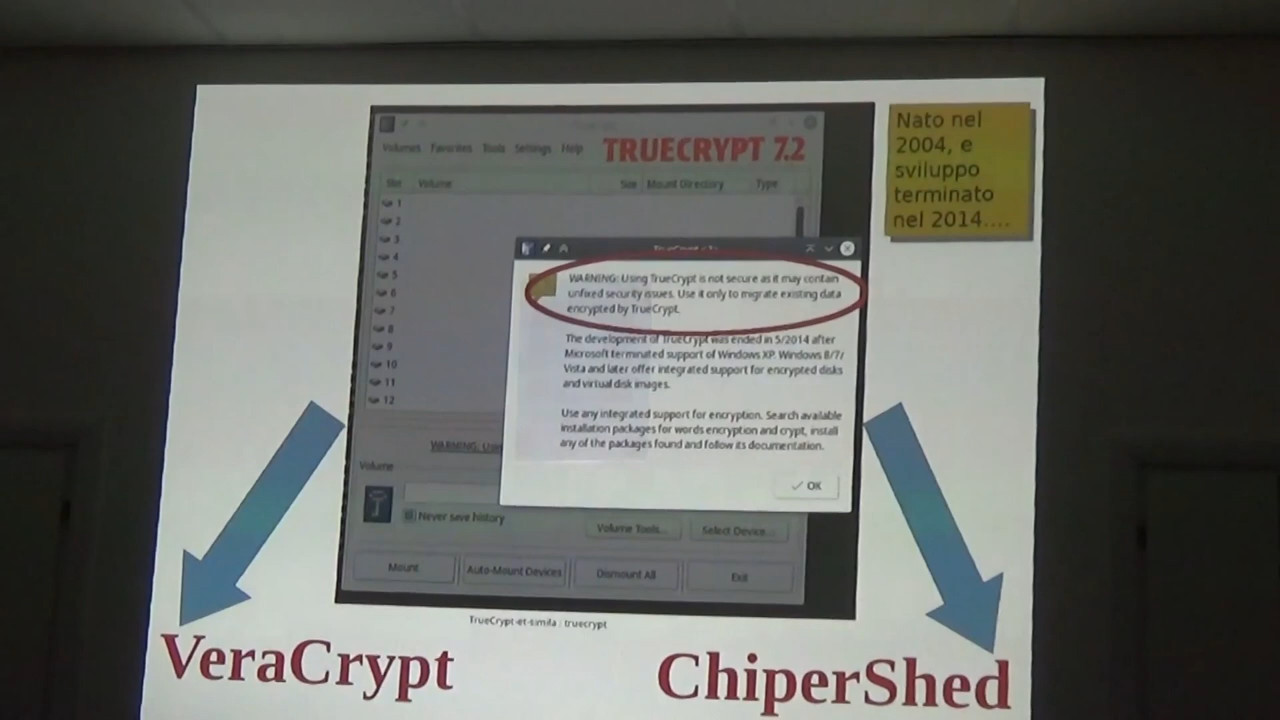 Nato nel
2004, e
sviluppo
terminato
nel 2014....
Volumes Favorites Tools Settings Help
TRUECRYPT 7.2
Slot Volume Size Mount Directory Type
1
2
3
4
5
6
7
8
9
10
11
12
WARNING: Using TrueCrypt is not secure as it may contain
unfixed security issues. Use it only to migrate existing data
encrypted by TrueCrypt.
The development of TrueCrypt was ended in 5/2014 after
Microsoft terminated support of Windows XP. Windows 8/7/
Vista and later offer integrated support for encrypted disks
and virtual disk images.
Use any integrated support for encryption. Search available
installation packages for words encryption and crypt, install
any of the packages found and follow its documentation.
OK
WARNING: Using
Volume
Never save history
Volume Tools... Select Device...
Mount Auto-Mount Devices Dismount All Exit
TrueCrypt-et-simila : truecrypt
VeraCrypt
ChiperShed